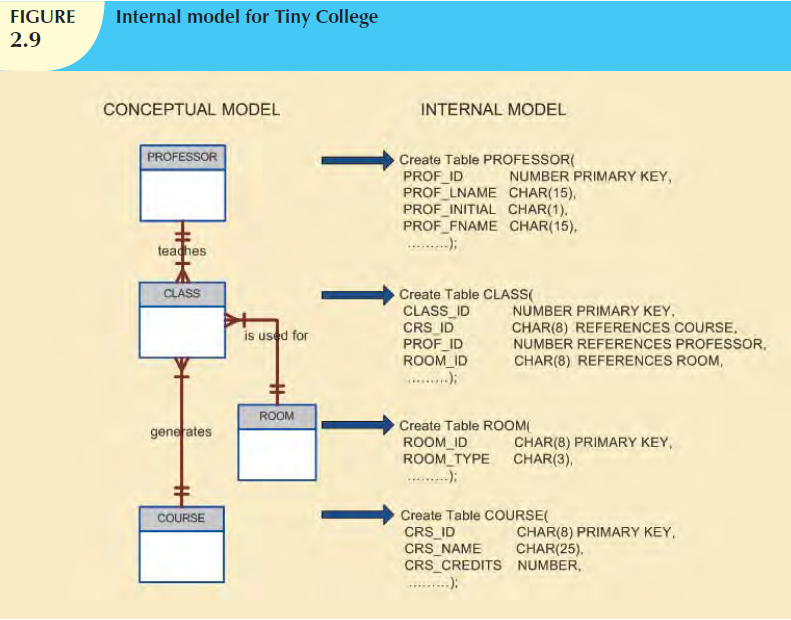 FIGURE
2.9
Internal model for Tiny College
CONCEPTUAL MODEL
INTERNAL MODEL
PROFESSOR
teaches
CLASS
is used for
ROOM
generates
COURSE
Create Table PROFESSOR(
PROF_ID NUMBER PRIMARY KEY,
PROF_LNAME CHAR(15),
PROF_INITIAL CHAR(1),
PROF_FNAME CHAR(15),
.........);
Create Table CLASS(
CLASS_ID NUMBER PRIMARY KEY,
CRS_ID CHAR(8) REFERENCES COURSE,
PROF_ID NUMBER REFERENCES PROFESSOR,
ROOM_ID CHAR(8) REFERENCES ROOM,
.........);
Create Table ROOM(
ROOM_ID CHAR(8) PRIMARY KEY,
ROOM_TYPE CHAR(3),
.........);
Create Table COURSE(
CRS_ID CHAR(8) PRIMARY KEY,
CRS_NAME CHAR(25),
CRS_CREDITS NUMBER,
.........);